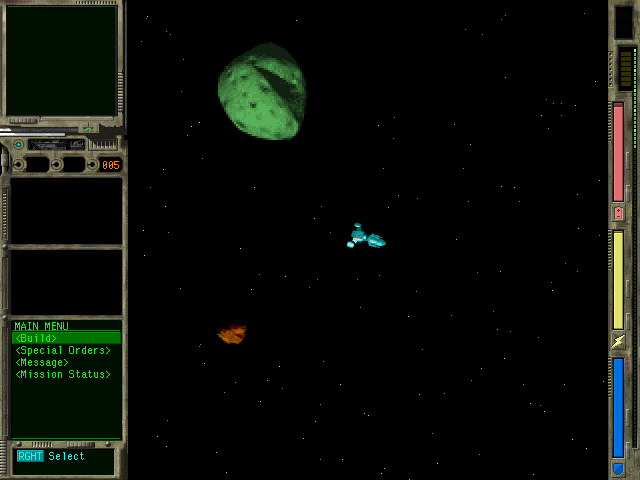 005
MAIN MENU
<Build>
<Special Orders>
<Message>
<Mission Status>
RGHT Select